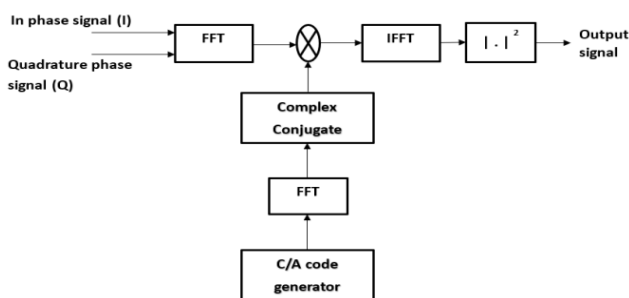 In phase signal (I)
Quadrature phase
signal (Q)
FFT
IFFT
| . |²
Output
signal
Complex
Conjugate
FFT
C/A code
generator